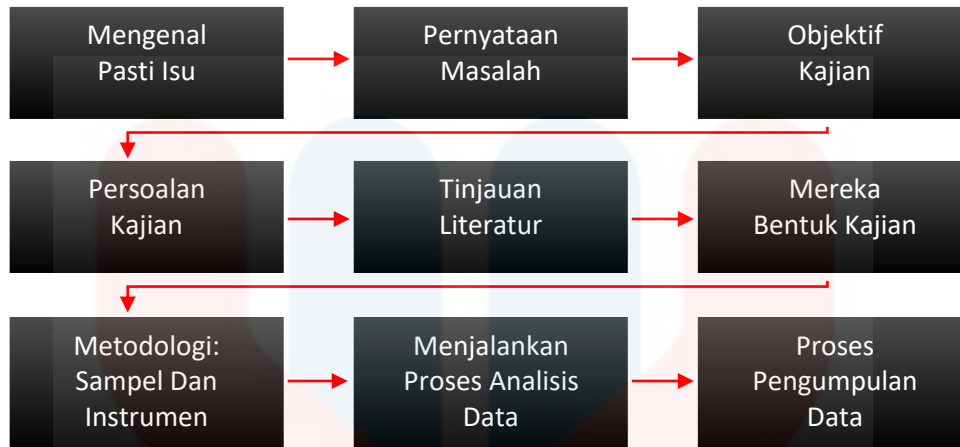 Mengenal
Pasti Isu
Pernyataan
Masalah
Objektif
Kajian
Persoalan
Kajian
Tinjauan
Literatur
Mereka
Bentuk Kajian
Metodologi:
Sampel Dan
Instrumen
Menjalankan
Proses Analisis
Data
Proses
Pengumpulan
Data